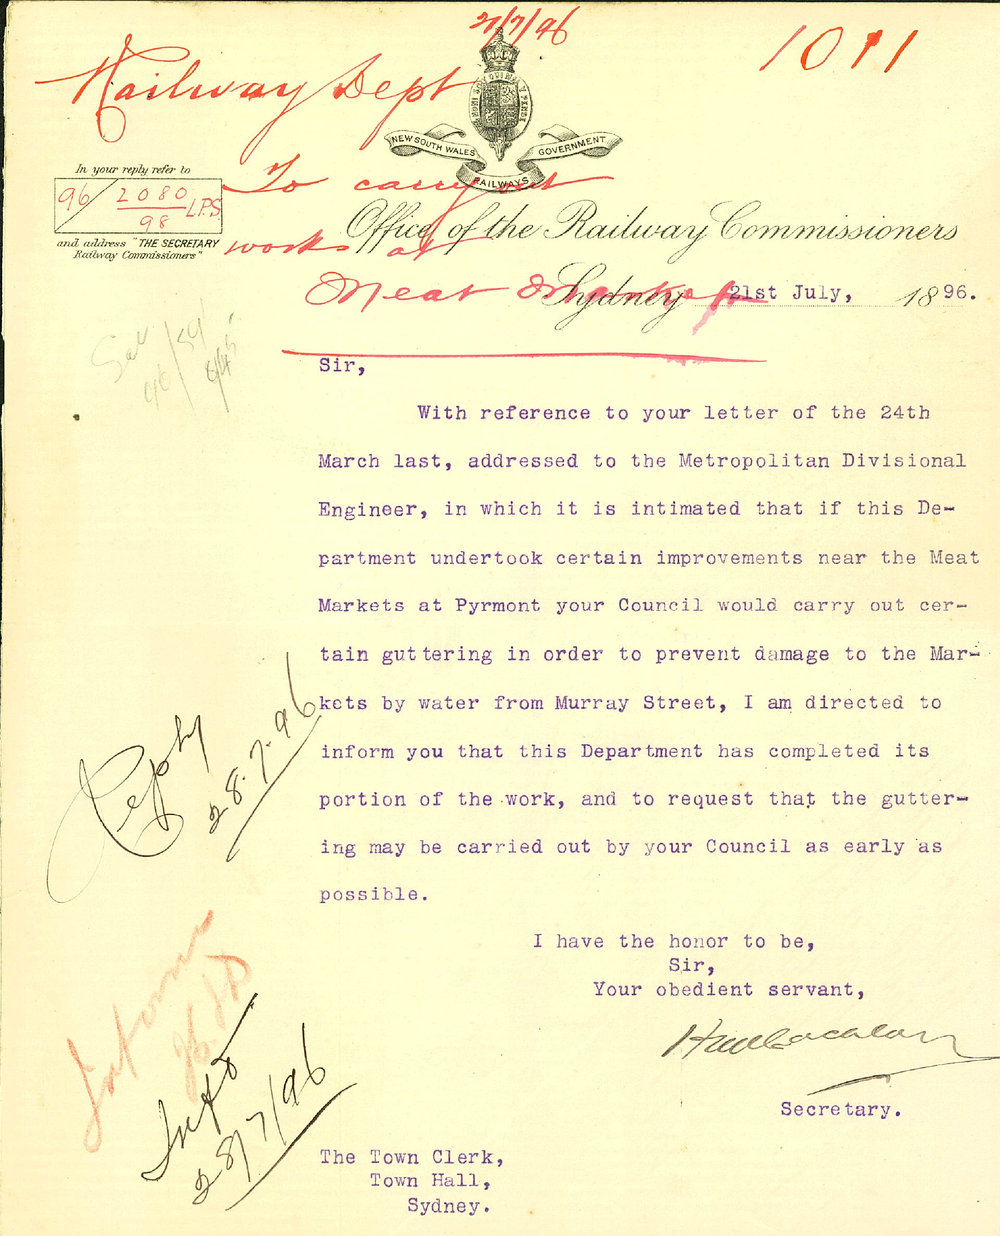 21/7/96
1011
Railway Dept
NEW SOUTH WALES GOVERNMENT
RAILWAYS
In your reply refer to
96/2080/98 L.P.S.
and address "THE SECRETARY
Railway Commissioners"
To carry out
works at
Meat Markets
Office of the Railway Commissioners
Sydney 21st July, 1896.
Sir,
With reference to your letter of the 24th
March last, addressed to the Metropolitan Divisional
Engineer, in which it is intimated that if this De-
partment undertook certain improvements near the Meat
Markets at Pyrmont your Council would carry out cer-
tain guttering in order to prevent damage to the Mar-
kets by water from Murray Street, I am directed to
inform you that this Department has completed its
portion of the work, and to request that the gutter-
ing may be carried out by your Council as early as
possible.
Reply
28.7.96
I have the honor to be,
Sir,
Your obedient servant,
Secretary.
Inform
28/7/96
The Town Clerk,
Town Hall,
Sydney.